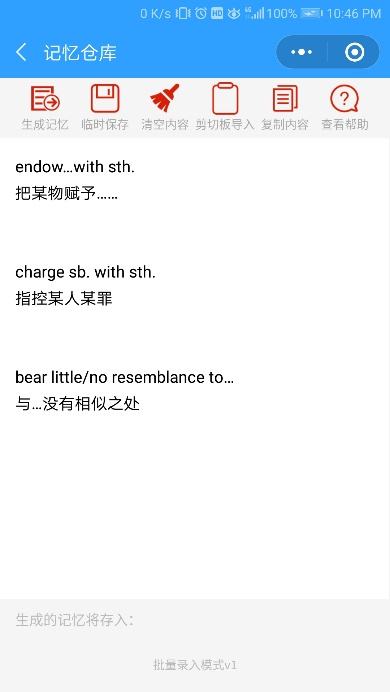 0 K/s HD 4G 100% 10:46 PM
记忆仓库
生成记忆 临时保存 清空内容 剪切板导入 复制内容 查看帮助
endow…with sth.
把某物赋予……
charge sb. with sth.
指控某人某罪
bear little/no resemblance to…
与…没有相似之处
生成的记忆将存入：
批量录入模式v1